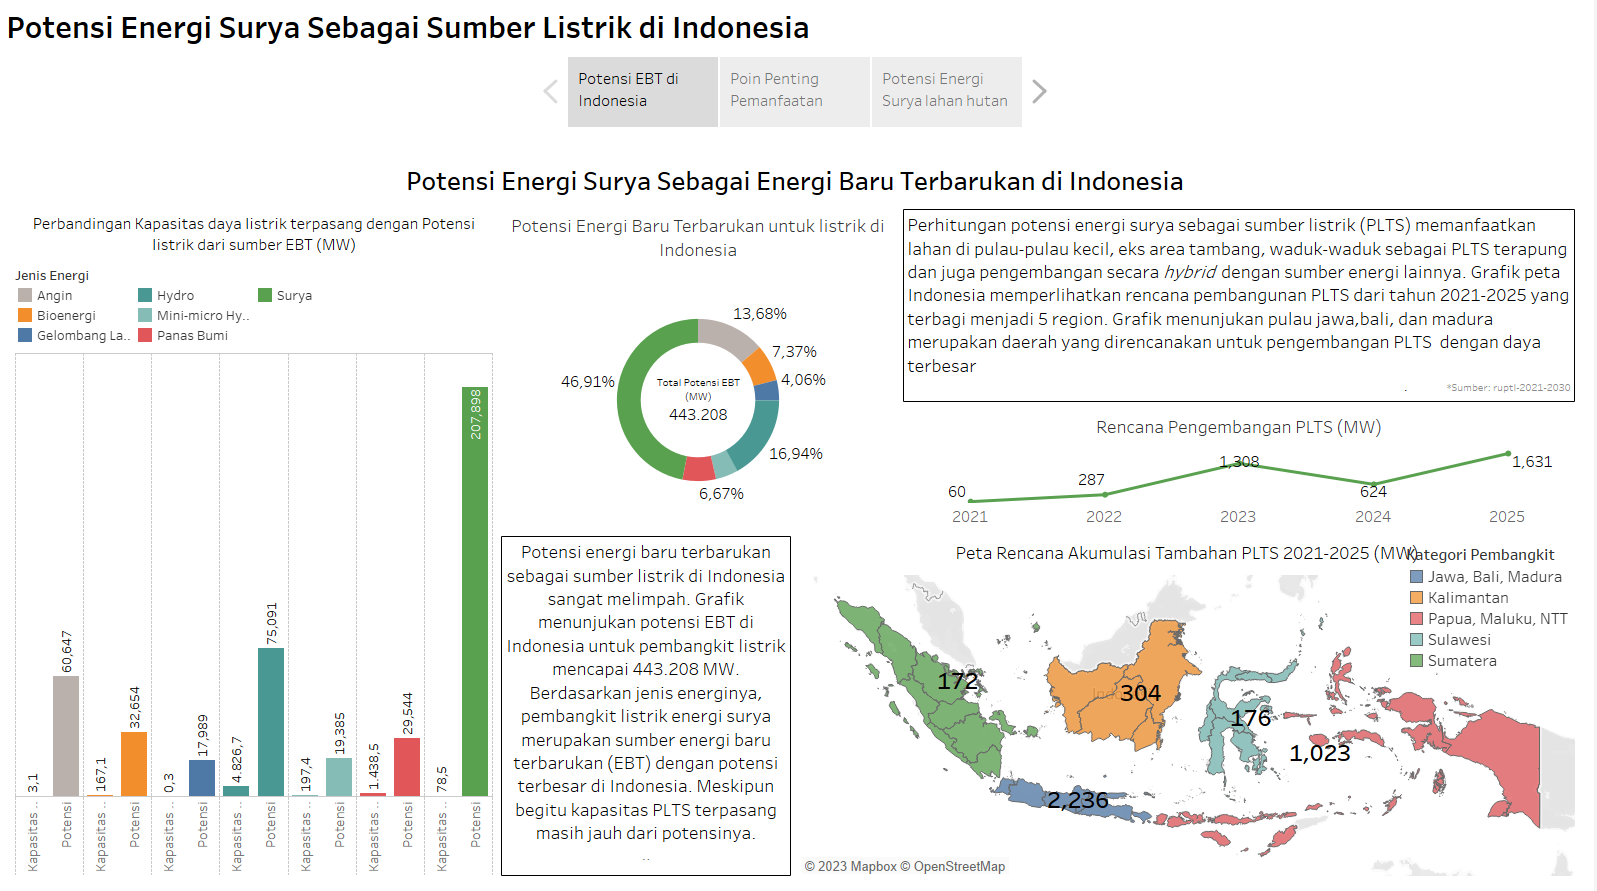 Potensi Energi Surya Sebagai Sumber Listrik di Indonesia
Potensi EBT di
Indonesia
Poin Penting
Pemanfaatan
Potensi Energi
Surya lahan hutan
Potensi Energi Surya Sebagai Energi Baru Terbarukan di Indonesia
Perbandingan Kapasitas daya listrik terpasang dengan Potensi
listrik dari sumber EBT (MW)
Jenis Energi
Angin
Hydro
Surya
Bioenergi
Mini-micro Hy..
Gelombang La..
Panas Bumi
3,1
60,647
167,1
32,654
0,3
17,989
4.826,7
75,091
197,4
19,385
1.438,5
29,544
78,5
207,898
Kapasitas ..
Potensi
Kapasitas ..
Potensi
Kapasitas ..
Potensi
Kapasitas ..
Potensi
Kapasitas ..
Potensi
Kapasitas ..
Potensi
Kapasitas ..
Potensi
Potensi Energi Baru Terbarukan untuk listrik di
Indonesia
13,68%
7,37%
4,06%
16,94%
6,67%
46,91%
Total Potensi EBT
(MW)
443.208
Potensi energi baru terbarukan
sebagai sumber listrik di Indonesia
sangat melimpah. Grafik
menunjukan potensi EBT di
Indonesia untuk pembangkit listrik
mencapai 443.208 MW.
Berdasarkan jenis energinya,
pembangkit listrik energi surya
merupakan sumber energi baru
terbarukan (EBT) dengan potensi
terbesar di Indonesia. Meskipun
begitu kapasitas PLTS terpasang
masih jauh dari potensinya.
..
Perhitungan potensi energi surya sebagai sumber listrik (PLTS) memanfaatkan
lahan di pulau-pulau kecil, eks area tambang, waduk-waduk sebagai PLTS terapung
dan juga pengembangan secara hybrid dengan sumber energi lainnya. Grafik peta
Indonesia memperlihatkan rencana pembangunan PLTS dari tahun 2021-2025 yang
terbagi menjadi 5 region. Grafik menunjukan pulau jawa,bali, dan madura
merupakan daerah yang direncanakan untuk pengembangan PLTS dengan daya
terbesar
. *Sumber: ruptl-2021-2030
Rencana Pengembangan PLTS (MW)
60
287
1,308
624
1,631
2021
2022
2023
2024
2025
Peta Rencana Akumulasi Tambahan PLTS 2021-2025 (MW)
Kategori Pembangkit
Jawa, Bali, Madura
Kalimantan
Papua, Maluku, NTT
Sulawesi
Sumatera
172
304
176
1,023
2,236
© 2023 Mapbox © OpenStreetMap